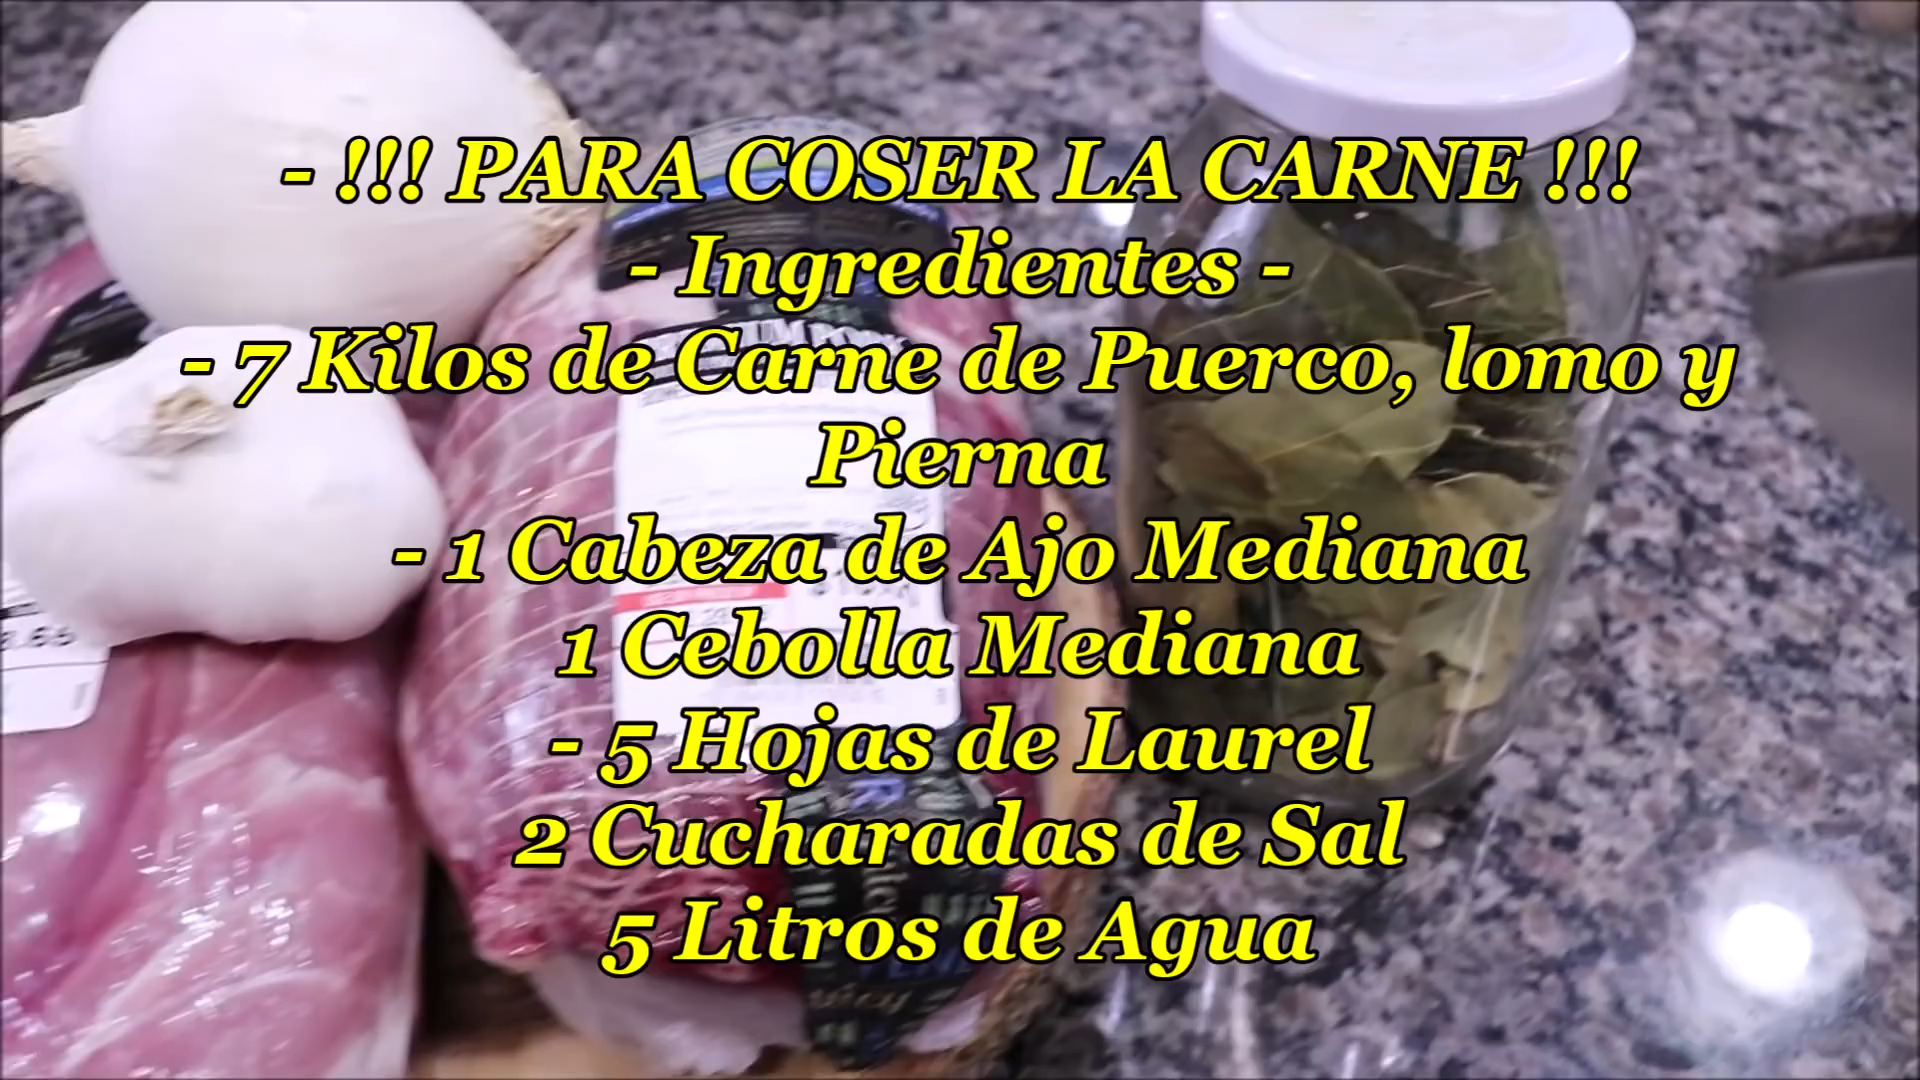 - !!! PARA COSER LA CARNE !!!
- Ingredientes -
- 7 Kilos de Carne de Puerco, lomo y
Pierna
- 1 Cabeza de Ajo Mediana
1 Cebolla Mediana
- 5 Hojas de Laurel
2 Cucharadas de Sal
5 Litros de Agua